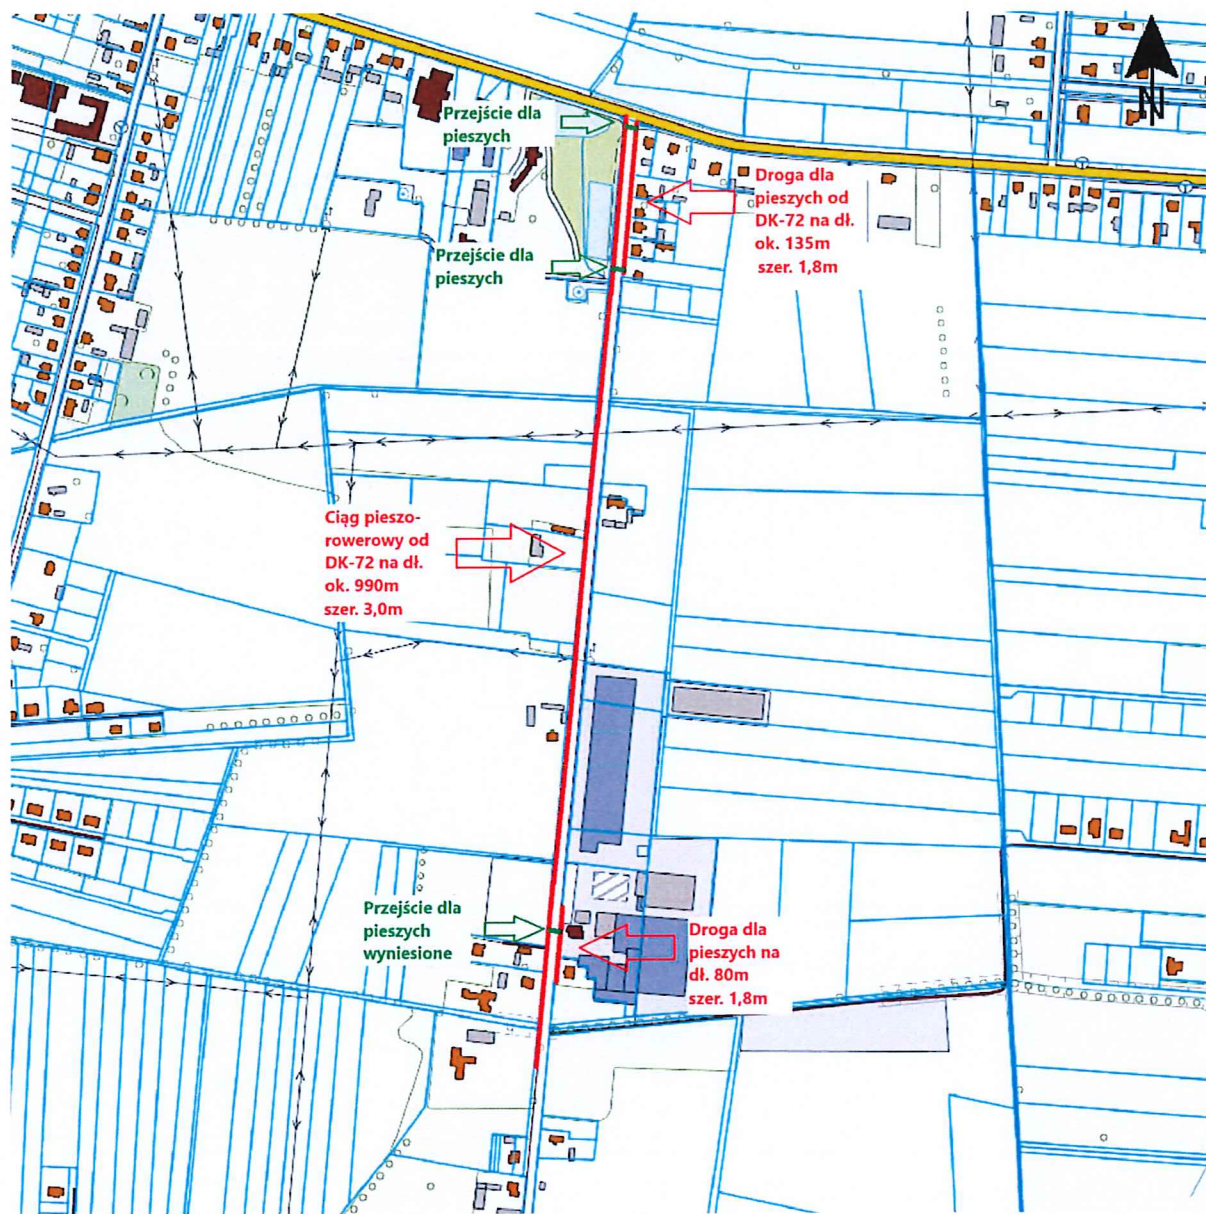 N
Przejście dla
pieszych
Droga dla
pieszych od
DK-72 na dł.
ok. 135m
szer. 1,8m
Przejście dla
pieszych
Ciąg pieszo-
rowerowy od
DK-72 na dł.
ok. 990m
szer. 3,0m
Przejście dla
pieszych
wyniesione
Droga dla
pieszych na
dł. 80m
szer. 1,8m